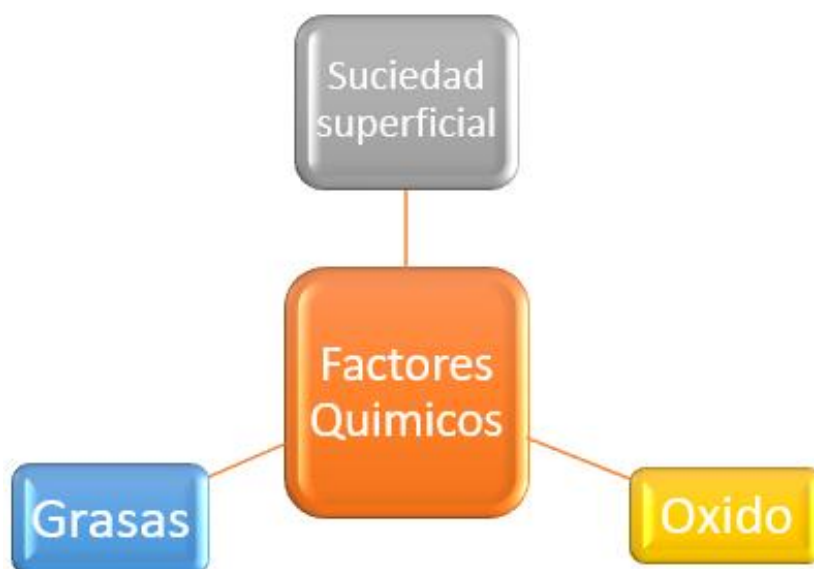 Suciedad
superficial
Factores
Quimicos
Grasas
Oxido